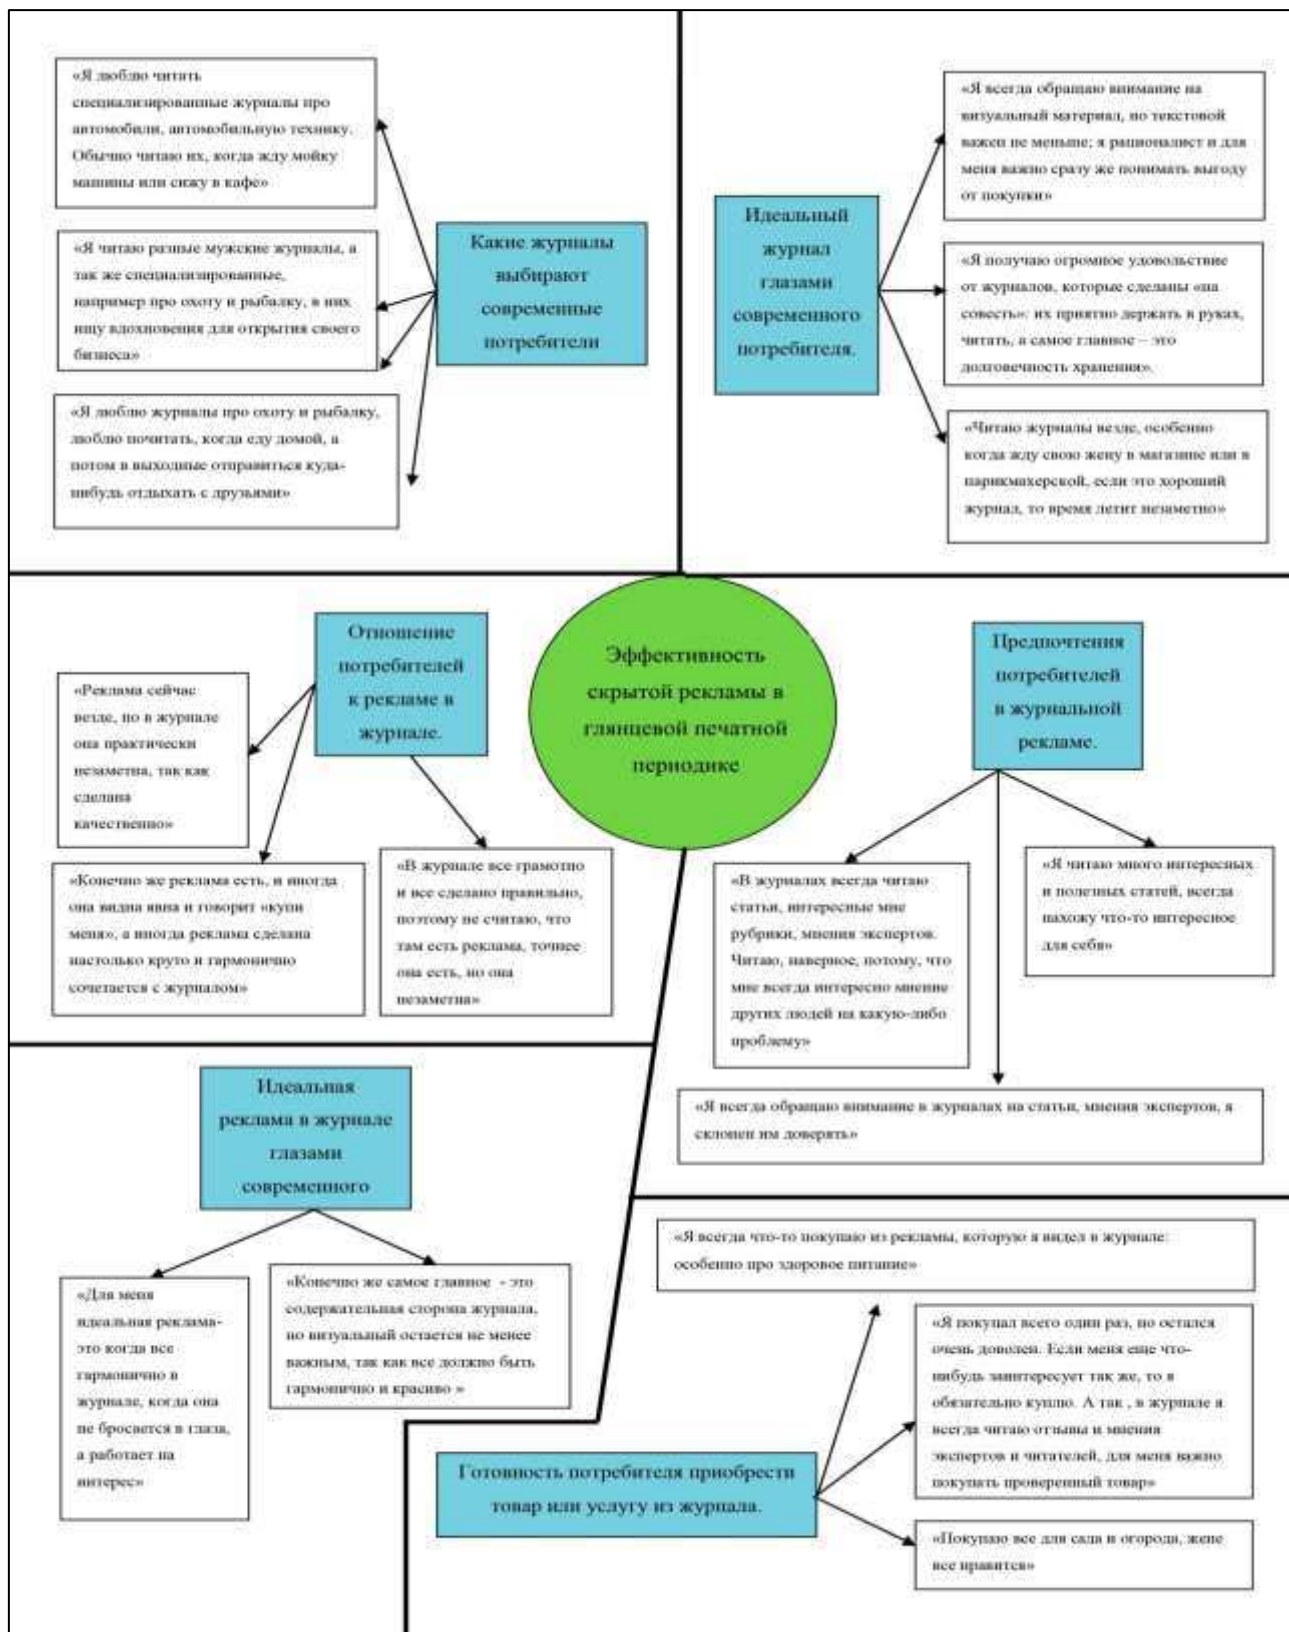 «Я люблю читать
специализированные журналы про
автомобили, автомобильную технику.
Обычно читаю их, когда жду мойку
машины или сижу в кафе»
«Я читаю разные мужские журналы, а
так же специализированные,
например про охоту и рыбалку, в них
ищу вдохновения для открытия своего
бизнеса»
«Я люблю журналы про охоту и рыбалку,
люблю почитать, когда еду домой, а
потом в выходные отправиться куда-
нибудь отдыхать с друзьями»
Какие журналы
выбирают
современные
потребители
Идеальный
журнал
глазами
современного
потребителя.
«Я всегда обращаю внимание на
визуальный материал, но текстовой
важен не меньше; я рационалист и для
меня важно сразу же понимать выгоду
от покупки»
«Я получаю огромное удовольствие
от журналов, которые сделаны «на
совесть»: их приятно держать в руках,
читать, а самое главное – это
долговечность хранения».
«Читаю журналы везде, особенно
когда жду свою жену в магазине или в
парикмахерской, если это хороший
журнал, то время летит незаметно»
Отношение
потребителей
к рекламе в
журнале.
«Реклама сейчас
везде, но в журнале
она практически
незаметна, так как
сделана
качественно»
«Конечно же реклама есть, и иногда
она видна явна и говорит «купи
меня», а иногда реклама сделана
настолько круто и гармонично
сочетается с журналом»
«В журнале все грамотно
и все сделано правильно,
поэтому не считаю, что
там есть реклама, точнее
она есть, но она
незаметна»
Эффективность
скрытой рекламы в
глянцевой печатной
периодике
Предпочтения
потребителей
в журнальной
рекламе.
«В журналах всегда читаю
статьи, интересные мне
рубрики, мнения экспертов.
Читаю, наверное, потому, что
мне всегда интересно мнение
других людей на какую-либо
проблему»
«Я читаю много интересных
и полезных статей, всегда
нахожу что-то интересное
для себя»
«Я всегда обращаю внимание в журналах на статьи, мнения экспертов, я
склонен им доверять»
Идеальная
реклама в журнале
глазами
современного
«Для меня
идеальная реклама-
это когда все
гармонично в
журнале, когда она
не бросается в глаза,
а работает на
интерес»
«Конечно же самое главное - это
содержательная сторона журнала,
но визуальный остается не менее
важным, так как все должно быть
гармонично и красиво »
«Я всегда что-то покупаю из рекламы, которую я видел в журнале:
особенно про здоровое питание»
«Я покупал всего один раз, но остался
очень доволен. Если меня еще что-
нибудь заинтересует так же, то я
обязательно куплю. А так , в журнале я
всегда читаю отзывы и мнения
экспертов и читателей, для меня важно
покупать проверенный товар»
«Покупаю все для сада и огорода, жене
все нравится»
Готовность потребителя приобрести
товар или услугу из журнала.